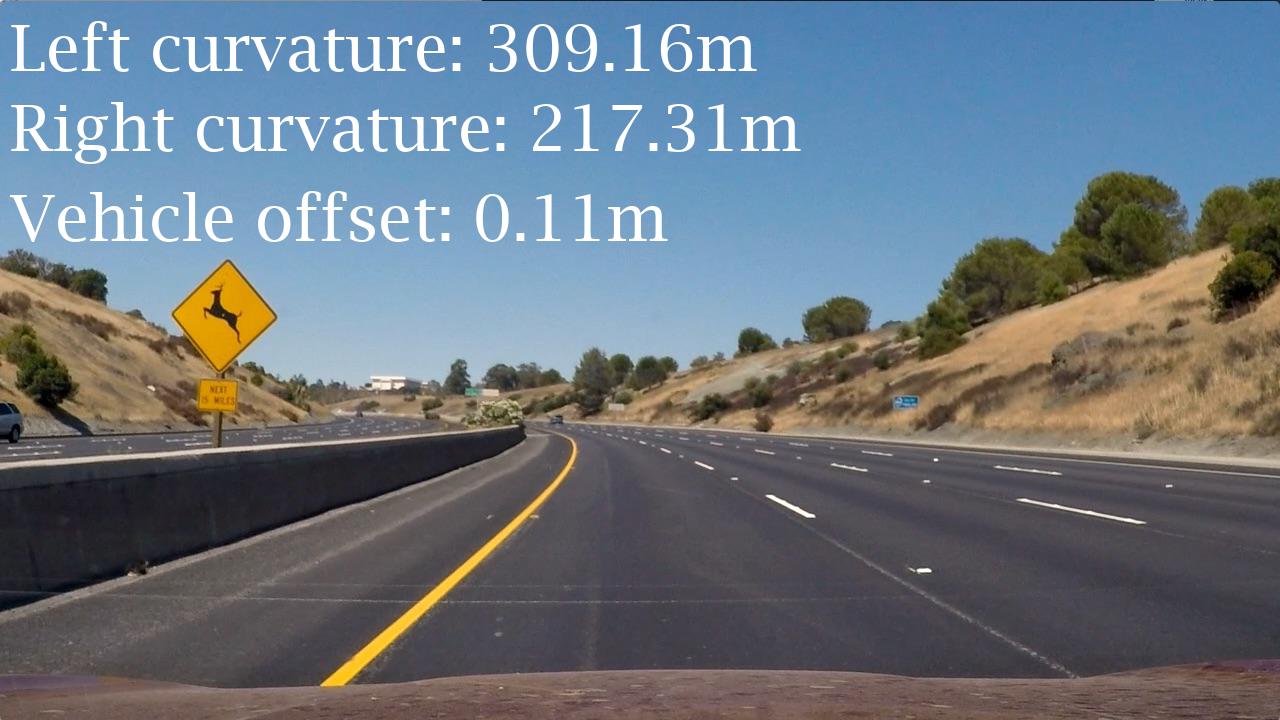 Left curvature: 309.16m
Right curvature: 217.31m
Vehicle offset: 0.11m
NEXT
15 MILES